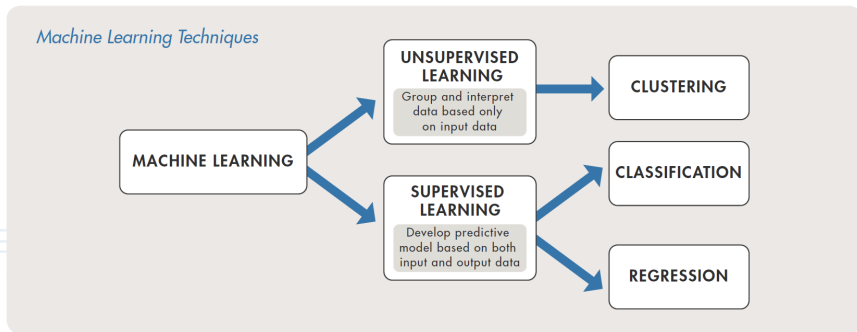 Machine Learning Techniques
MACHINE LEARNING
UNSUPERVISED
LEARNING
Group and interpret
data based only
on input data
SUPERVISED
LEARNING
Develop predictive
model based on both
input and output data
CLUSTERING
CLASSIFICATION
REGRESSION